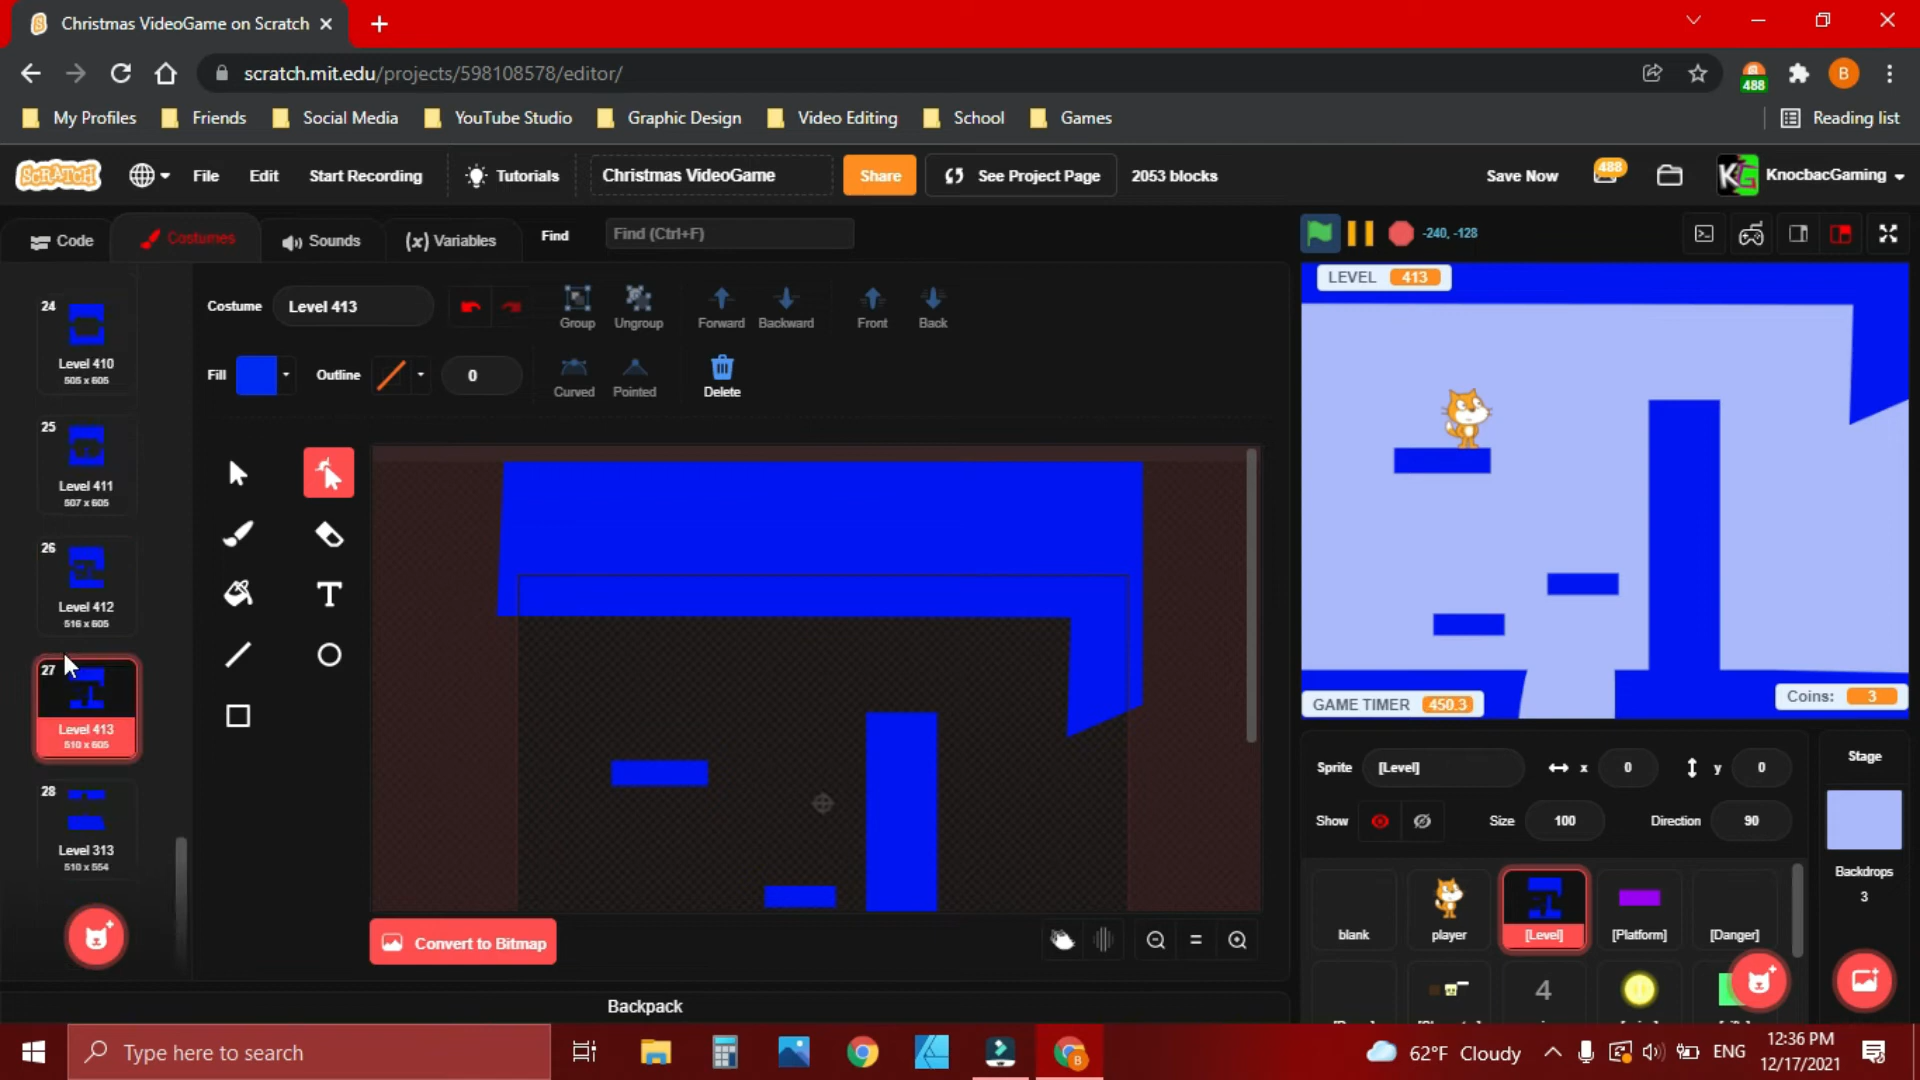 Christmas VideoGame on Scratch
scratch.mit.edu/projects/598108578/editor/
488
B
My Profiles
Friends
Social Media
YouTube Studio
Graphic Design
Video Editing
School
Games
Reading list
SCRATCH
File
Edit
Start Recording
Tutorials
Christmas VideoGame
Share
See Project Page
2053 blocks
Save Now
488
KG
KnocbacGaming
Code
Costumes
Sounds
(x) Variables
Find
Find (Ctrl+F)
-240, -128
24
Level 410
505 x 605
25
Level 411
507 x 605
26
Level 412
516 x 605
27
Level 413
510 x 605
28
Level 313
510 x 554
Costume
Level 413
Group
Ungroup
Forward
Backward
Front
Back
Fill
Outline
0
Curved
Pointed
Delete
T
Convert to Bitmap
Backpack
LEVEL 413
GAME TIMER 450.3
Coins: 3
Sprite
[Level]
x
0
y
0
Show
Size
100
Direction
90
Stage
Backdrops
3
blank
player
[Level]
[Platform]
[Danger]
4
Type here to search
B
62°F Cloudy
ENG
12:36 PM
12/17/2021